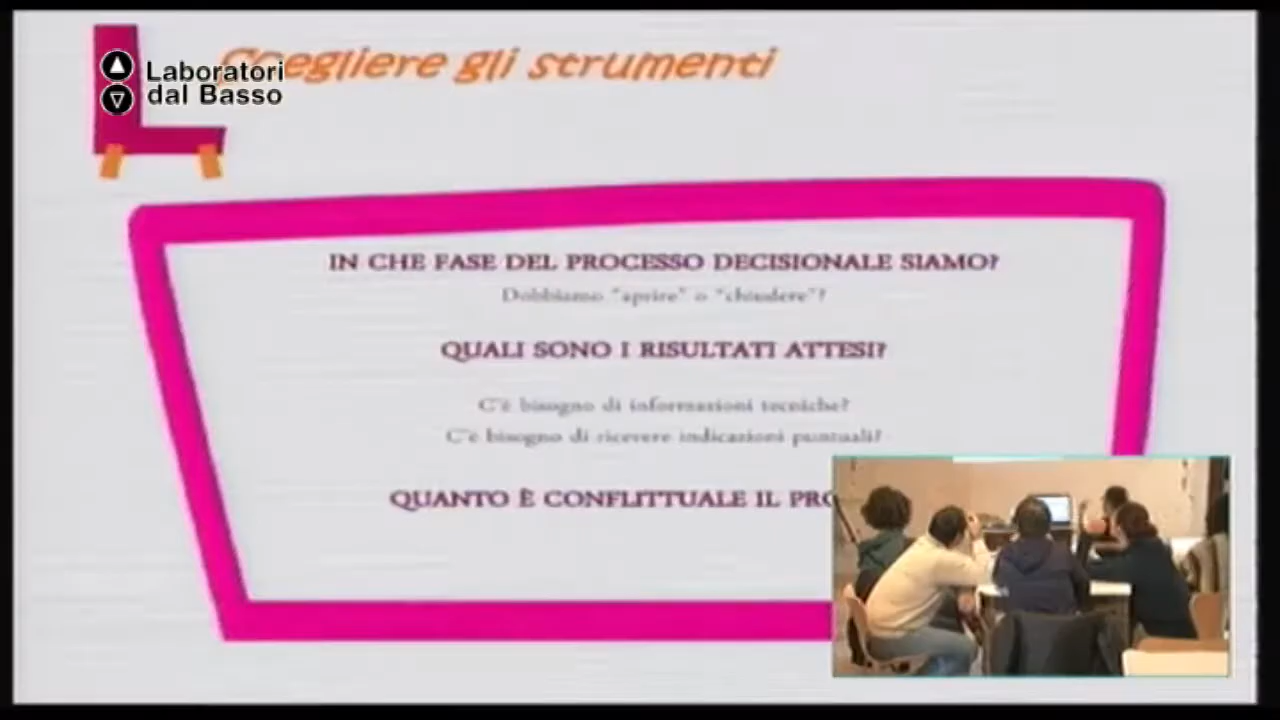 Scegliere gli strumenti
Laboratori
dal Basso
IN CHE FASE DEL PROCESSO DECISIONALE SIAMO?
Dobbiamo "aprire" o "chiudere"?
QUALI SONO I RISULTATI ATTESI?
C'è bisogno di informazioni tecniche?
C'è bisogno di ricevere indicazioni puntuali?
QUANTO È CONFLITTUALE IL